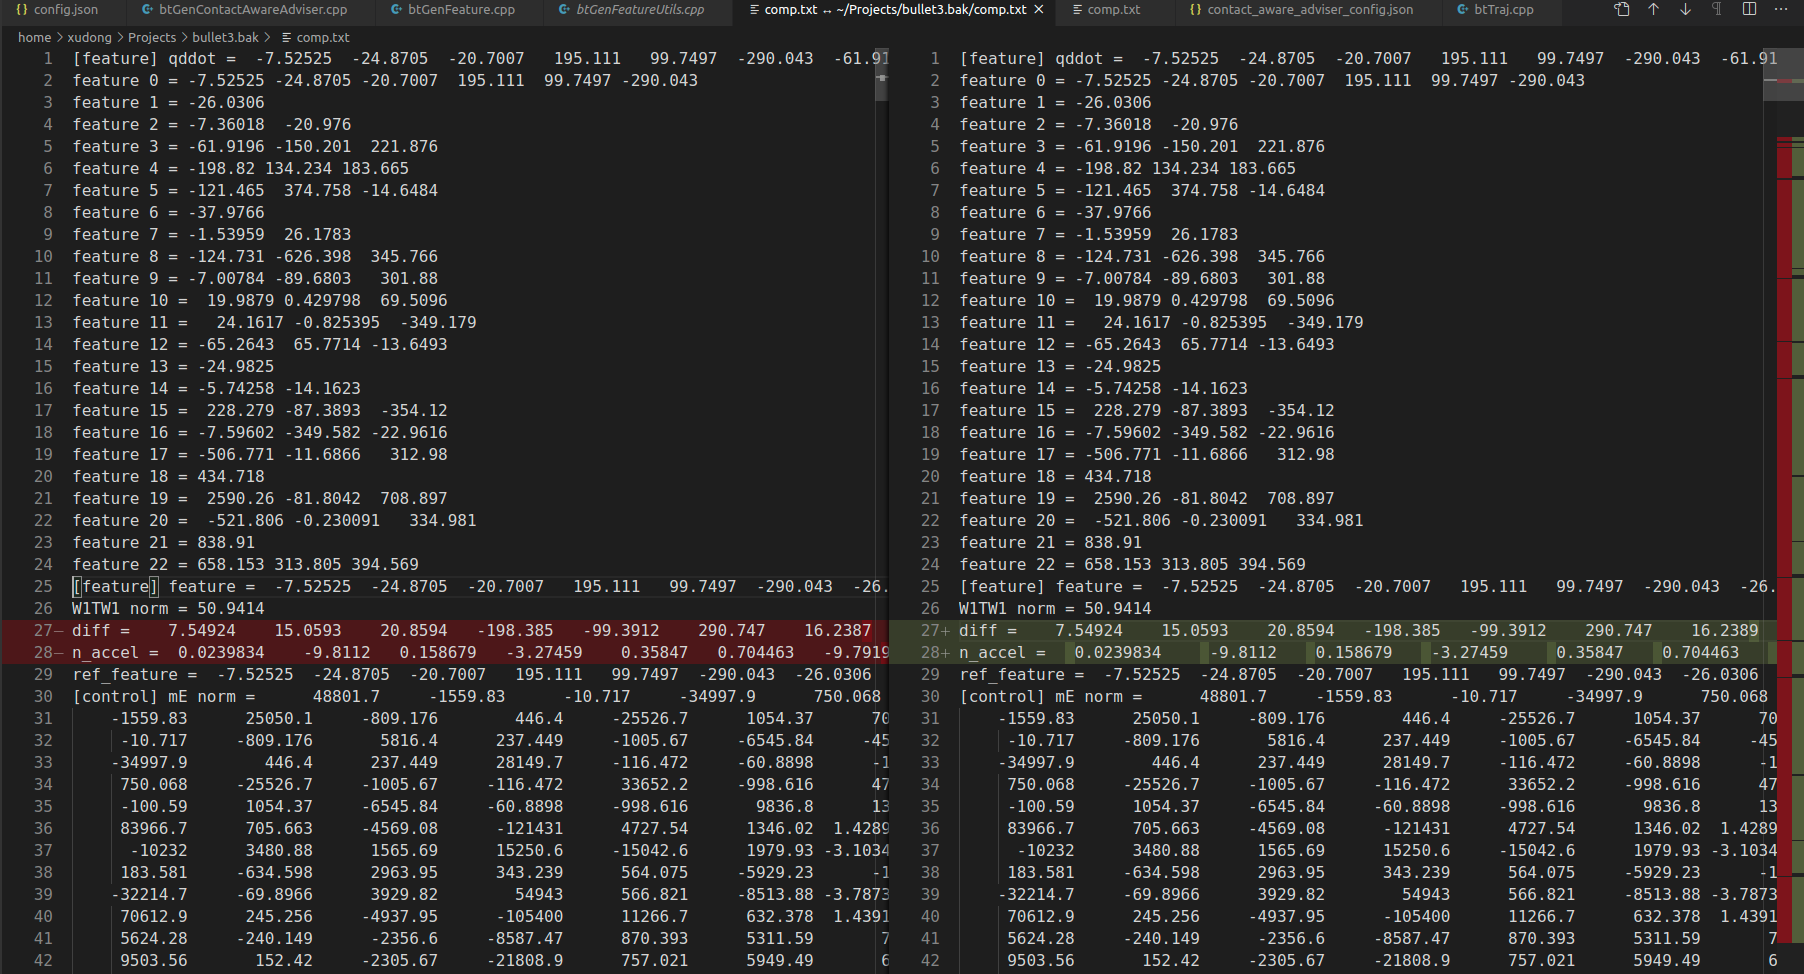 config.json btGenContactAwareAdviser.cpp btGenFeature.cpp btGenFeatureUtils.cpp comp.txt ↔ ~/Projects/bullet3.bak/comp.txt comp.txt contact_aware_adviser_config.json btTraj.cpp
home > xudong > Projects > bullet3.bak > comp.txt
1 [feature] qddot = -7.52525 -24.8705 -20.7007 195.111 99.7497 -290.043 -61.91
2 feature 0 = -7.52525 -24.8705 -20.7007 195.111 99.7497 -290.043
3 feature 1 = -26.0306
4 feature 2 = -7.36018 -20.976
5 feature 3 = -61.9196 -150.201 221.876
6 feature 4 = -198.82 134.234 183.665
7 feature 5 = -121.465 374.758 -14.6484
8 feature 6 = -37.9766
9 feature 7 = -1.53959 26.1783
10 feature 8 = -124.731 -626.398 345.766
11 feature 9 = -7.00784 -89.6803 301.88
12 feature 10 = 19.9879 0.429798 69.5096
13 feature 11 = 24.1617 -0.825395 -349.179
14 feature 12 = -65.2643 65.7714 -13.6493
15 feature 13 = -24.9825
16 feature 14 = -5.74258 -14.1623
17 feature 15 = 228.279 -87.3893 -354.12
18 feature 16 = -7.59602 -349.582 -22.9616
19 feature 17 = -506.771 -11.6866 312.98
20 feature 18 = 434.718
21 feature 19 = 2590.26 -81.8042 708.897
22 feature 20 = -521.806 -0.230091 334.981
23 feature 21 = 838.91
24 feature 22 = 658.153 313.805 394.569
25 [feature] feature = -7.52525 -24.8705 -20.7007 195.111 99.7497 -290.043 -26.
26 W1TW1 norm = 50.9414
27- diff = 7.54924 15.0593 20.8594 -198.385 -99.3912 290.747 16.2387
28- n_accel = 0.0239834 -9.8112 0.158679 -3.27459 0.35847 0.704463 -9.7919
29 ref_feature = -7.52525 -24.8705 -20.7007 195.111 99.7497 -290.043 -26.0306
30 [control] mE norm = 48801.7 -1559.83 -10.717 -34997.9 750.068
31 -1559.83 25050.1 -809.176 446.4 -25526.7 1054.37 70
32 -10.717 -809.176 5816.4 237.449 -1005.67 -6545.84 -45
33 -34997.9 446.4 237.449 28149.7 -116.472 -60.8898 -1
34 750.068 -25526.7 -1005.67 -116.472 33652.2 -998.616 47
35 -100.59 1054.37 -6545.84 -60.8898 -998.616 9836.8 13
36 83966.7 705.663 -4569.08 -121431 4727.54 1346.02 1.4289
37 -10232 3480.88 1565.69 15250.6 -15042.6 1979.93 -3.1034
38 183.581 -634.598 2963.95 343.239 564.075 -5929.23 -1
39 -32214.7 -69.8966 3929.82 54943 566.821 -8513.88 -3.7873
40 70612.9 245.256 -4937.95 -105400 11266.7 632.378 1.4391
41 5624.28 -240.149 -2356.6 -8587.47 870.393 5311.59 7
42 9503.56 152.42 -2305.67 -21808.9 757.021 5949.49 6
1 [feature] qddot = -7.52525 -24.8705 -20.7007 195.111 99.7497 -290.043 -61.91
2 feature 0 = -7.52525 -24.8705 -20.7007 195.111 99.7497 -290.043
3 feature 1 = -26.0306
4 feature 2 = -7.36018 -20.976
5 feature 3 = -61.9196 -150.201 221.876
6 feature 4 = -198.82 134.234 183.665
7 feature 5 = -121.465 374.758 -14.6484
8 feature 6 = -37.9766
9 feature 7 = -1.53959 26.1783
10 feature 8 = -124.731 -626.398 345.766
11 feature 9 = -7.00784 -89.6803 301.88
12 feature 10 = 19.9879 0.429798 69.5096
13 feature 11 = 24.1617 -0.825395 -349.179
14 feature 12 = -65.2643 65.7714 -13.6493
15 feature 13 = -24.9825
16 feature 14 = -5.74258 -14.1623
17 feature 15 = 228.279 -87.3893 -354.12
18 feature 16 = -7.59602 -349.582 -22.9616
19 feature 17 = -506.771 -11.6866 312.98
20 feature 18 = 434.718
21 feature 19 = 2590.26 -81.8042 708.897
22 feature 20 = -521.806 -0.230091 334.981
23 feature 21 = 838.91
24 feature 22 = 658.153 313.805 394.569
25 [feature] feature = -7.52525 -24.8705 -20.7007 195.111 99.7497 -290.043 -26.
26 W1TW1 norm = 50.9414
27+ diff = 7.54924 15.0593 20.8594 -198.385 -99.3912 290.747 16.2389
28+ n_accel = 0.0239834 -9.8112 0.158679 -3.27459 0.35847 0.704463
29 ref_feature = -7.52525 -24.8705 -20.7007 195.111 99.7497 -290.043 -26.0306
30 [control] mE norm = 48801.7 -1559.83 -10.717 -34997.9 750.068
31 -1559.83 25050.1 -809.176 446.4 -25526.7 1054.37 70
32 -10.717 -809.176 5816.4 237.449 -1005.67 -6545.84 -45
33 -34997.9 446.4 237.449 28149.7 -116.472 -60.8898 -1
34 750.068 -25526.7 -1005.67 -116.472 33652.2 -998.616 47
35 -100.59 1054.37 -6545.84 -60.8898 -998.616 9836.8 13
36 83966.7 705.663 -4569.08 -121431 4727.54 1346.02 1.4289
37 -10232 3480.88 1565.69 15250.6 -15042.6 1979.93 -3.1034
38 183.581 -634.598 2963.95 343.239 564.075 -5929.23 -1
39 -32214.7 -69.8966 3929.82 54943 566.821 -8513.88 -3.7873
40 70612.9 245.256 -4937.95 -105400 11266.7 632.378 1.4391
41 5624.28 -240.149 -2356.6 -8587.47 870.393 5311.59 7
42 9503.56 152.42 -2305.67 -21808.9 757.021 5949.49 6